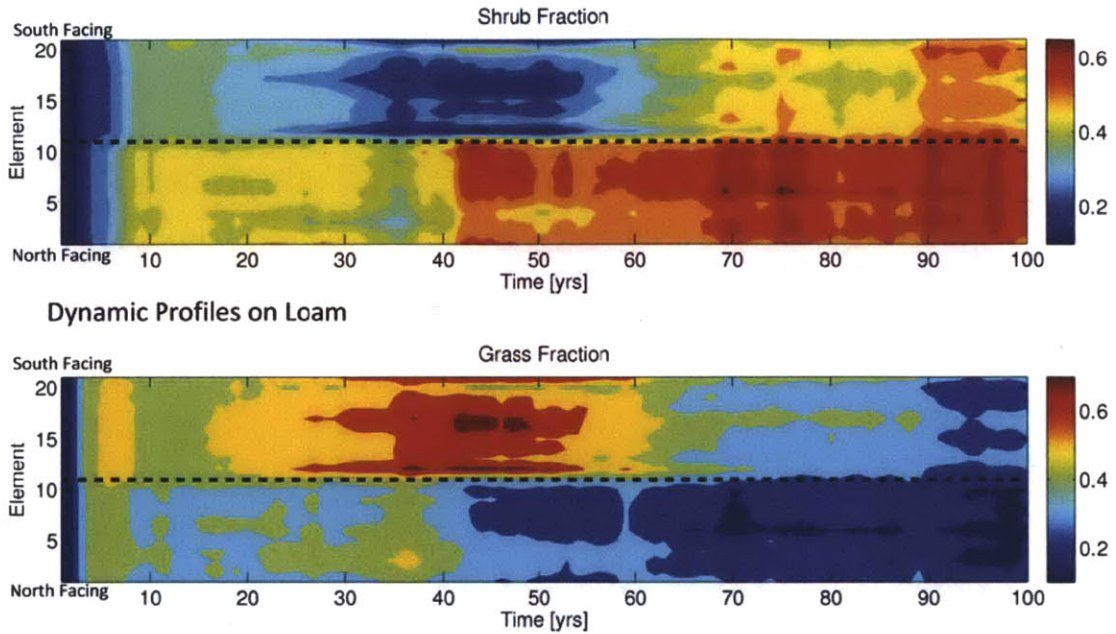 Shrub Fraction
South Facing
20
15
10
5
Element
North Facing
10 20 30 40 50 60 70 80 90 100
Time [yrs]
0.6
0.4
0.2
Dynamic Profiles on Loam
Grass Fraction
South Facing
20
15
10
5
Element
North Facing
10 20 30 40 50 60 70 80 90 100
Time [yrs]
0.6
0.4
0.2